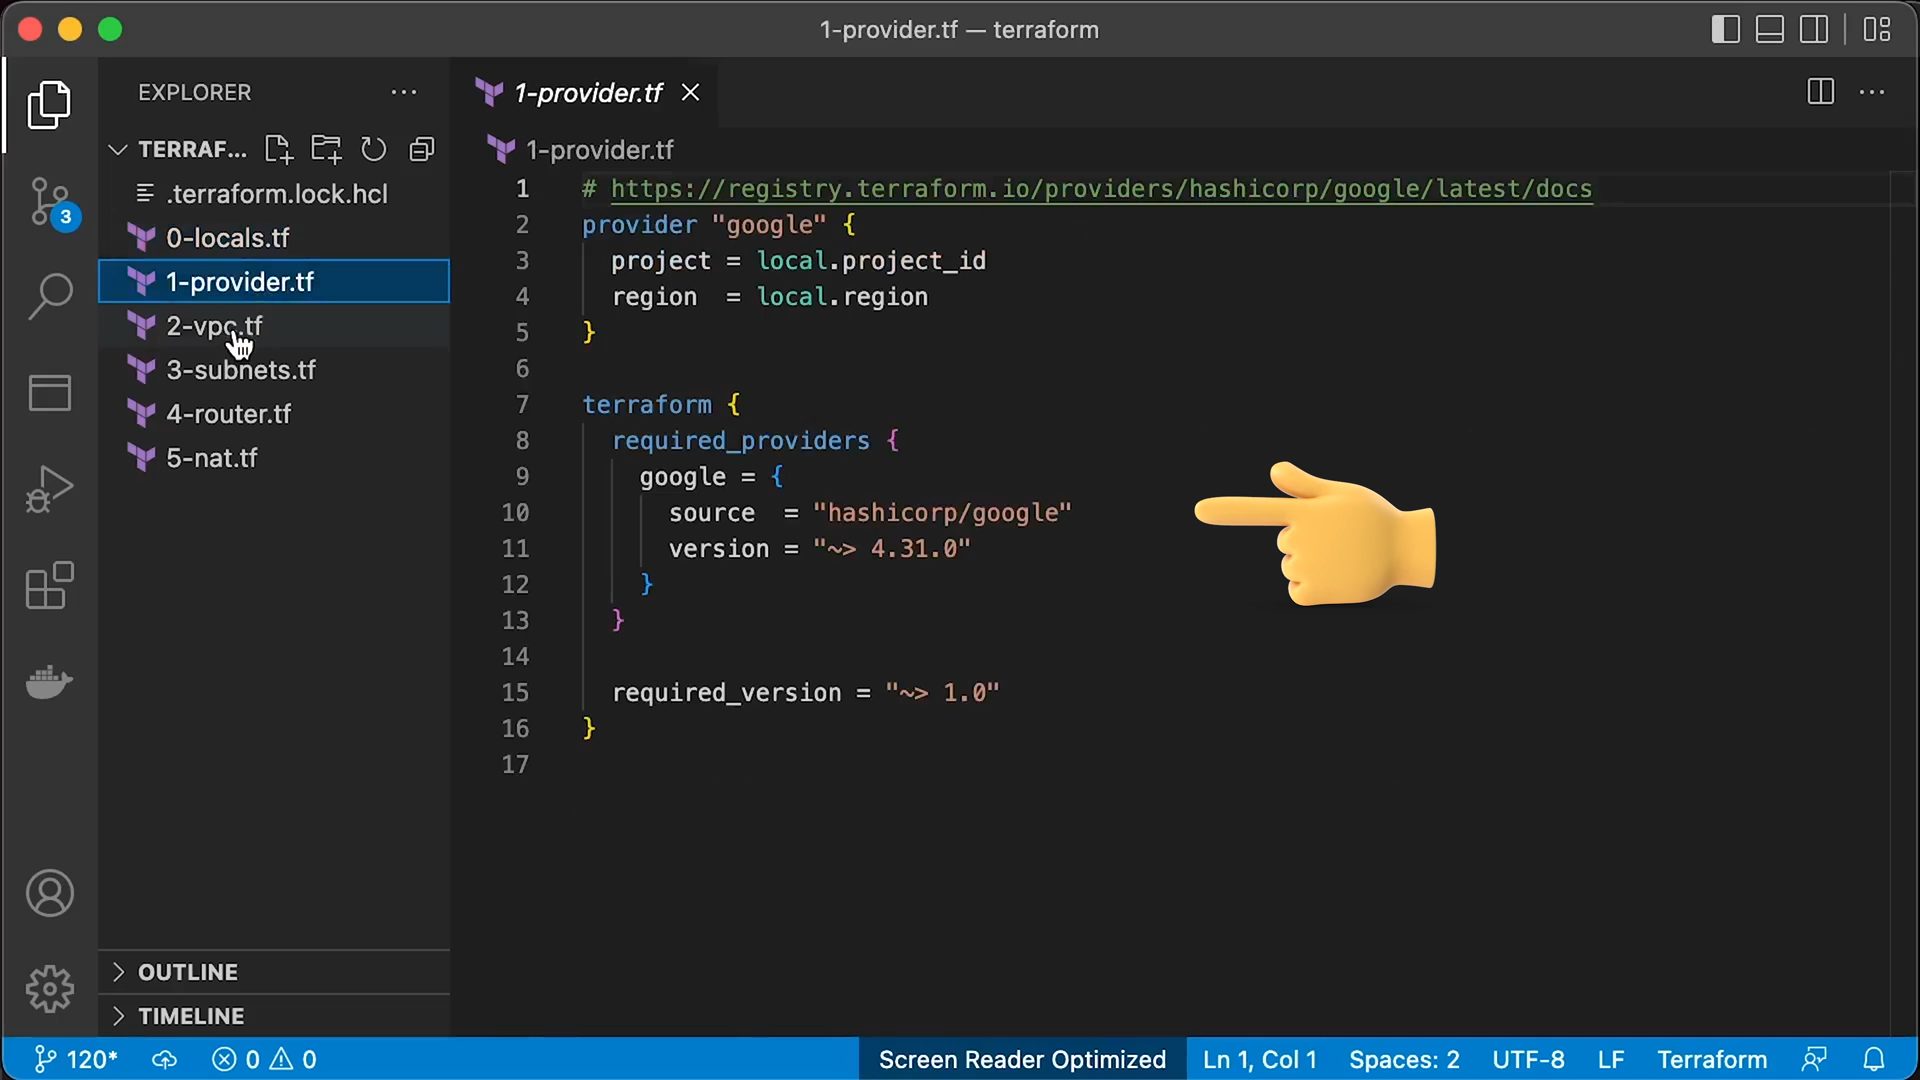 1-provider.tf — terraform
EXPLORER
TERRAF...
.terraform.lock.hcl
0-locals.tf
1-provider.tf
2-vpc.tf
3-subnets.tf
4-router.tf
5-nat.tf
3
OUTLINE
TIMELINE
1-provider.tf
1-provider.tf
1 # https://registry.terraform.io/providers/hashicorp/google/latest/docs
2 provider "google" {
3   project = local.project_id
4   region  = local.region
5 }
6
7 terraform {
8   required_providers {
9     google = {
10       source  = "hashicorp/google"
11       version = "~> 4.31.0"
12     }
13   }
14
15   required_version = "~> 1.0"
16 }
17
120* 0 0 Screen Reader Optimized Ln 1, Col 1 Spaces: 2 UTF-8 LF Terraform